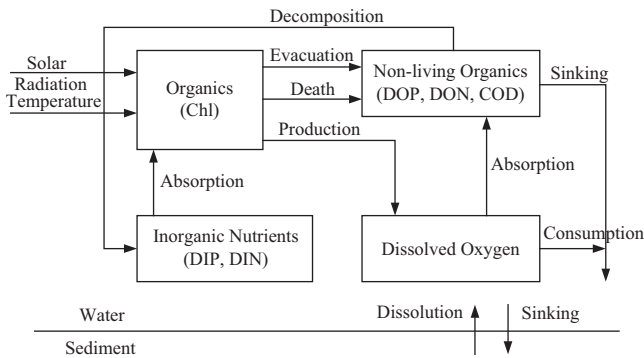 Decomposition
Solar
Radiation
Temperature
Organics
(Chl)
Evacuation
Death
Production
Non-living Organics
(DOP, DON, COD)
Sinking
Absorption
Absorption
Inorganic Nutrients
(DIP, DIN)
Dissolved Oxygen
Consumption
Water
Dissolution
Sinking
Sediment